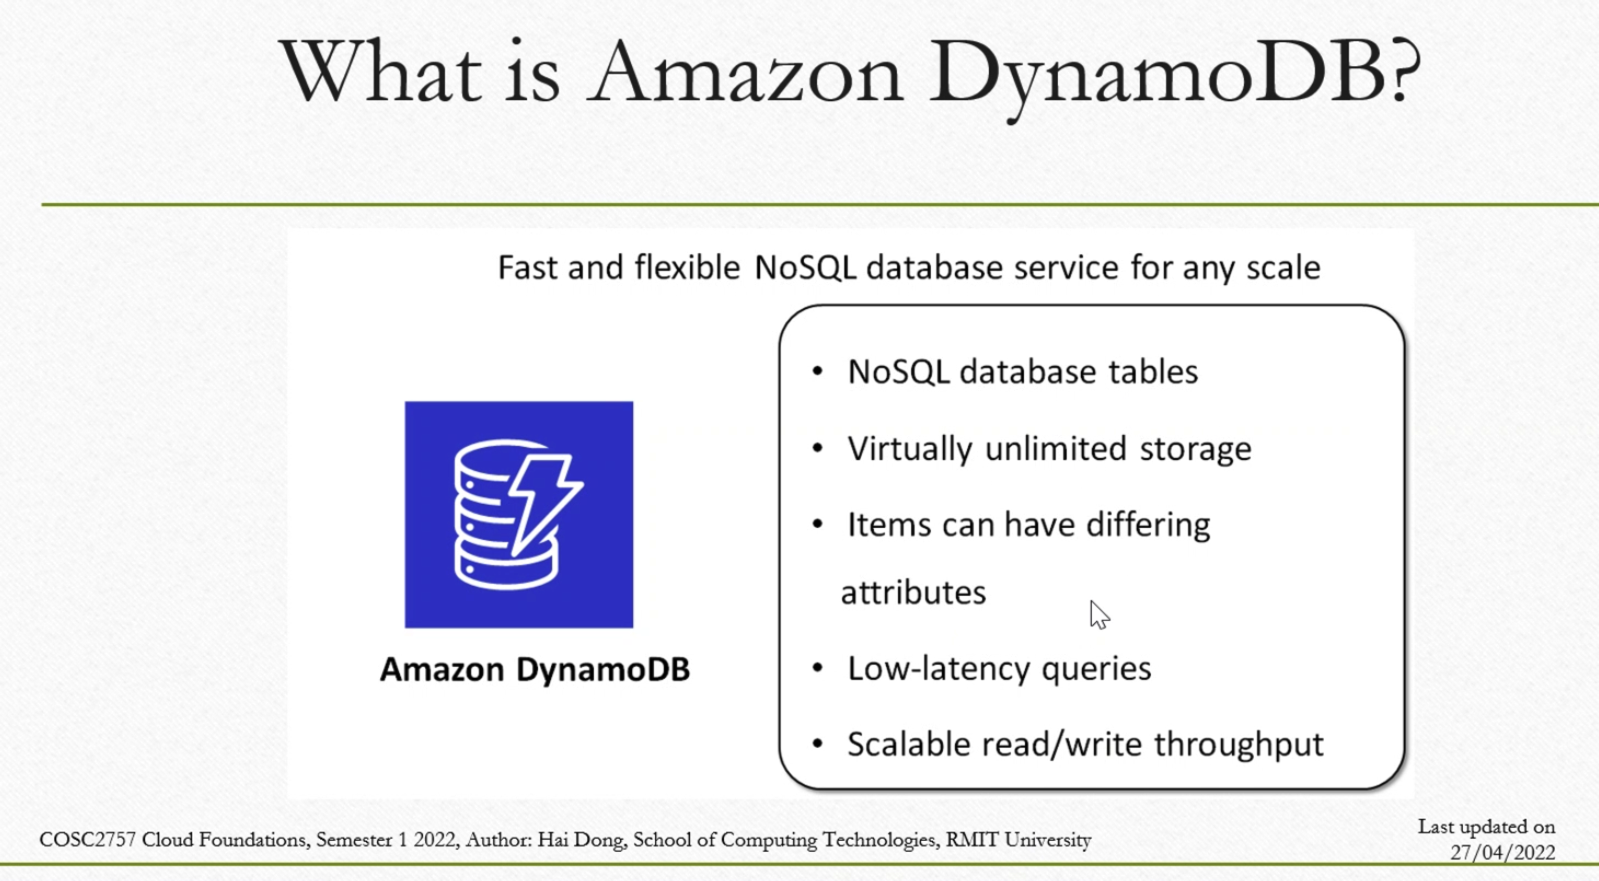 What is Amazon DynamoDB?
Fast and flexible NoSQL database service for any scale
• NoSQL database tables
• Virtually unlimited storage
• Items can have differing
attributes
• Low-latency queries
• Scalable read/write throughput
Amazon DynamoDB
COSC2757 Cloud Foundations, Semester 1 2022, Author: Hai Dong, School of Computing Technologies, RMIT University
Last updated on
27/04/2022